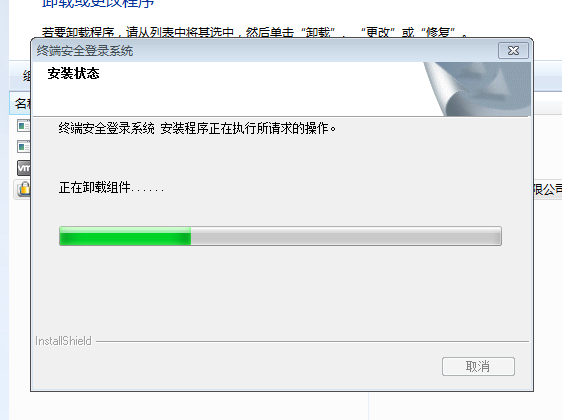 卸载或更改程序
若要卸载程序，请从列表中将其选中，然后单击“卸载”、“更改”或“修复”。
终端安全登录系统
安装状态
终端安全登录系统 安装程序正在执行所请求的操作。
正在卸载组件......
限公司
InstallShield
取消